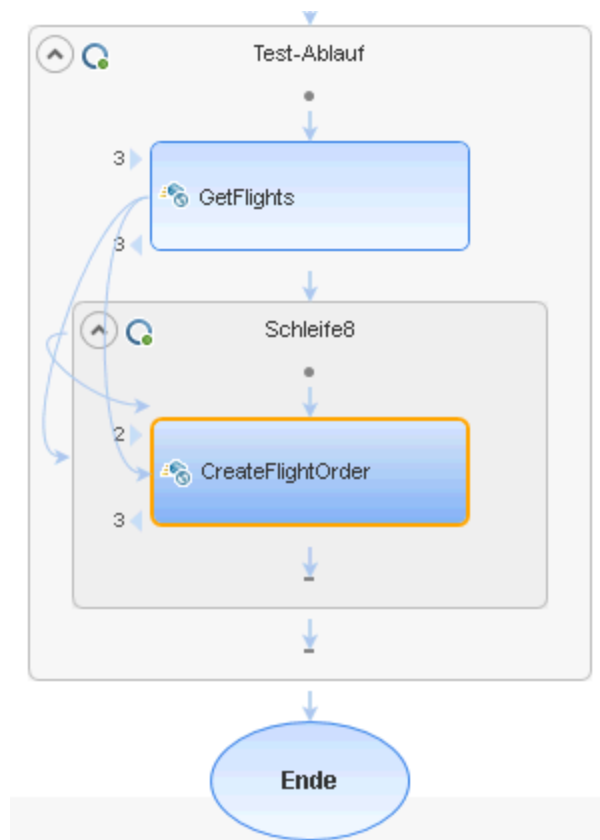 Test-Ablauf
3
GetFlights
3
Schleife8
2
CreateFlightOrder
3
Ende